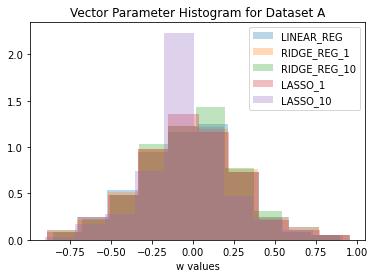 Vector Parameter Histogram for Dataset A
LINEAR_REG
RIDGE_REG_1
RIDGE_REG_10
LASSO_1
LASSO_10
2.0
1.5
1.0
0.5
0.0
−0.75 −0.50 −0.25 0.00 0.25 0.50 0.75 1.00
w values